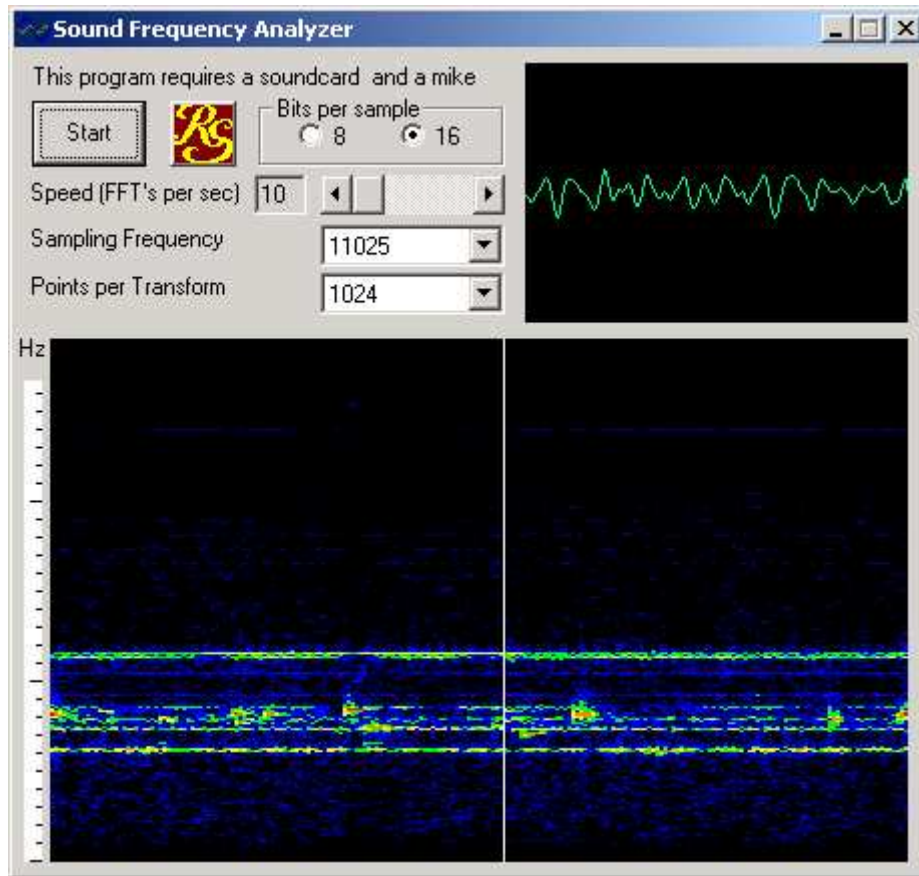 Sound Frequency Analyzer
This program requires a soundcard and a mike
Start
RS
Bits per sample
8
16
Speed (FFT's per sec)
10
Sampling Frequency
11025
Points per Transform
1024
Hz